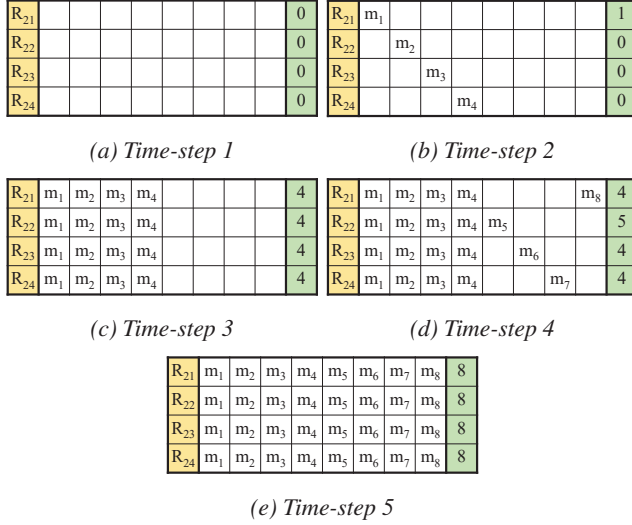 R21 0
R22 0
R23 0
R24 0
(a) Time-step 1
R21 m1 1
R22 m2 0
R23 m3 0
R24 m4 0
(b) Time-step 2
R21 m1 m2 m3 m4 4
R22 m1 m2 m3 m4 4
R23 m1 m2 m3 m4 4
R24 m1 m2 m3 m4 4
(c) Time-step 3
R21 m1 m2 m3 m4 m8 4
R22 m1 m2 m3 m4 m5 5
R23 m1 m2 m3 m4 m6 4
R24 m1 m2 m3 m4 m7 4
(d) Time-step 4
R21 m1 m2 m3 m4 m5 m6 m7 m8 8
R22 m1 m2 m3 m4 m5 m6 m7 m8 8
R23 m1 m2 m3 m4 m5 m6 m7 m8 8
R24 m1 m2 m3 m4 m5 m6 m7 m8 8
(e) Time-step 5